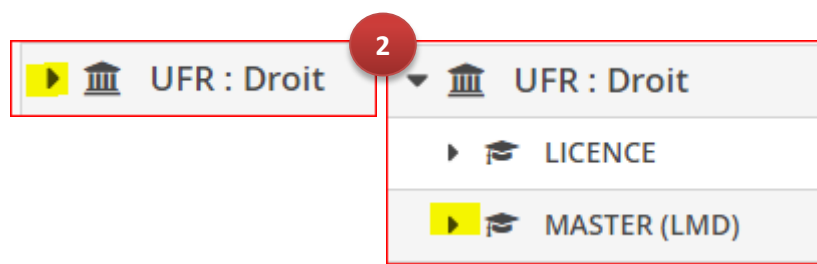 2
UFR : Droit
UFR : Droit
LICENCE
MASTER (LMD)